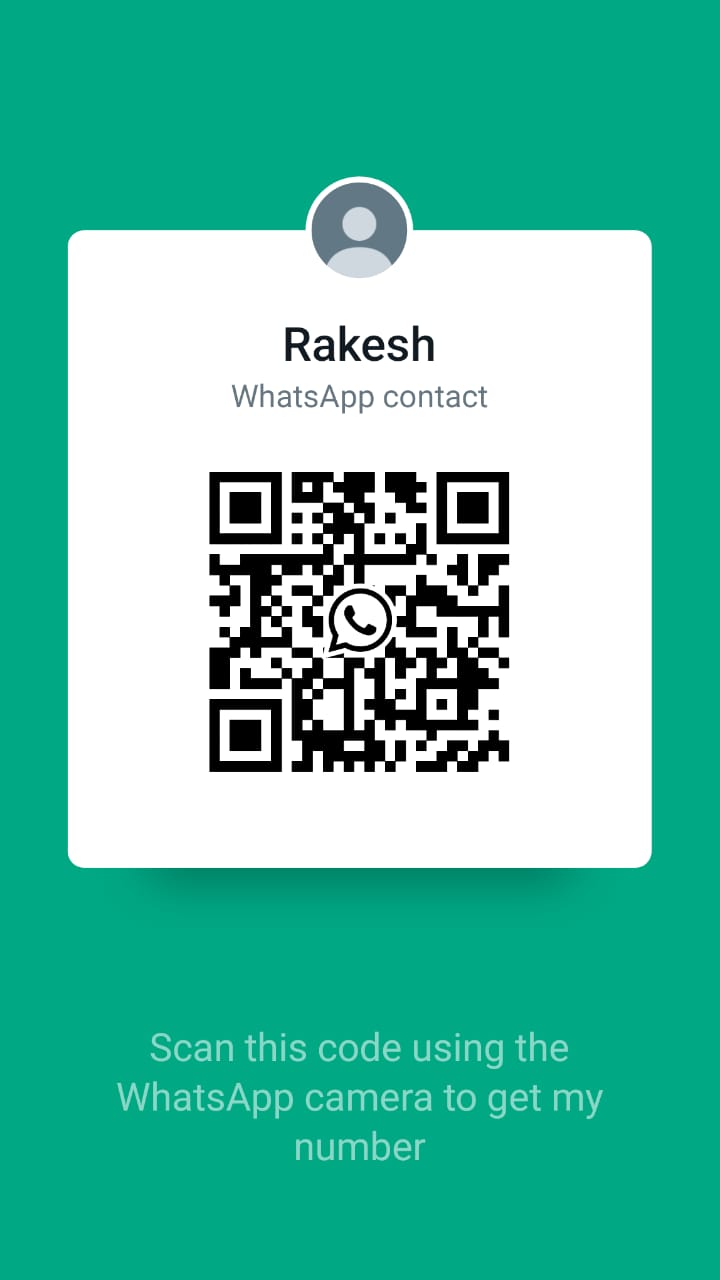 Rakesh
WhatsApp contact
Scan this code using the
WhatsApp camera to get my
number